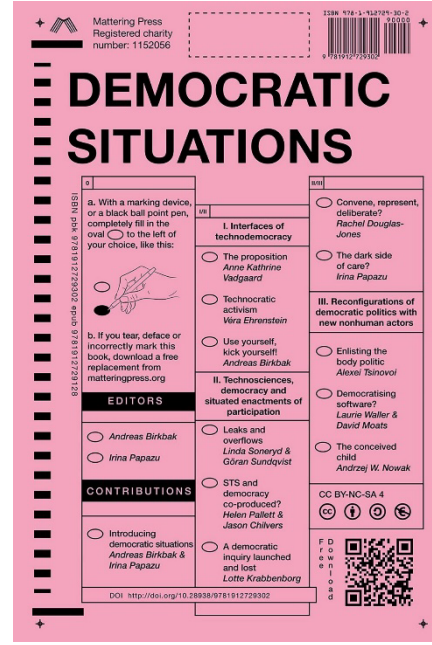 Mattering Press
Registered charity
number: 1152056
ISBN 978-1-912729-30-2
90000
9 781912 729302
DEMOCRATIC
SITUATIONS
ISBN pbk 9781912729302 epub 9781912729128
0
a. With a marking device,
or a black ball point pen,
completely fill in the
oval to the left of
your choice, like this:
b. If you tear, deface or
incorrectly mark this
book, download a free
replacement from
matteringpress.org
EDITORS
Andreas Birkbak
Irina Papazu
CONTRIBUTIONS
Introducing
democratic situations
Andreas Birkbak &
Irina Papazu
I/II
I. Interfaces of
technodemocracy
The proposition
Anne Kathrine
Vadgaard
Technocratic
activism
Véra Ehrenstein
Use yourself,
kick yourself!
Andreas Birkbak
II. Technosciences,
democracy and
situated enactments of
participation
Leaks and
overflows
Linda Soneryd &
Göran Sundqvist
STS and
democracy
co-produced?
Helen Pallett &
Jason Chilvers
A democratic
inquiry launched
and lost
Lotte Krabbenborg
II/III
Convene, represent,
deliberate?
Rachel Douglas-
Jones
The dark side
of care?
Irina Papazu
III. Reconfigurations of
democratic politics with
new nonhuman actors
Enlisting the
body politic
Alexei Tsinovoi
Democratising
software?
Laurie Waller &
David Moats
The conceived
child
Andrzej W. Nowak
CC BY-NC-SA 4
cc
Free
Download
DOI http://doi.org/10.28938/9781912729302